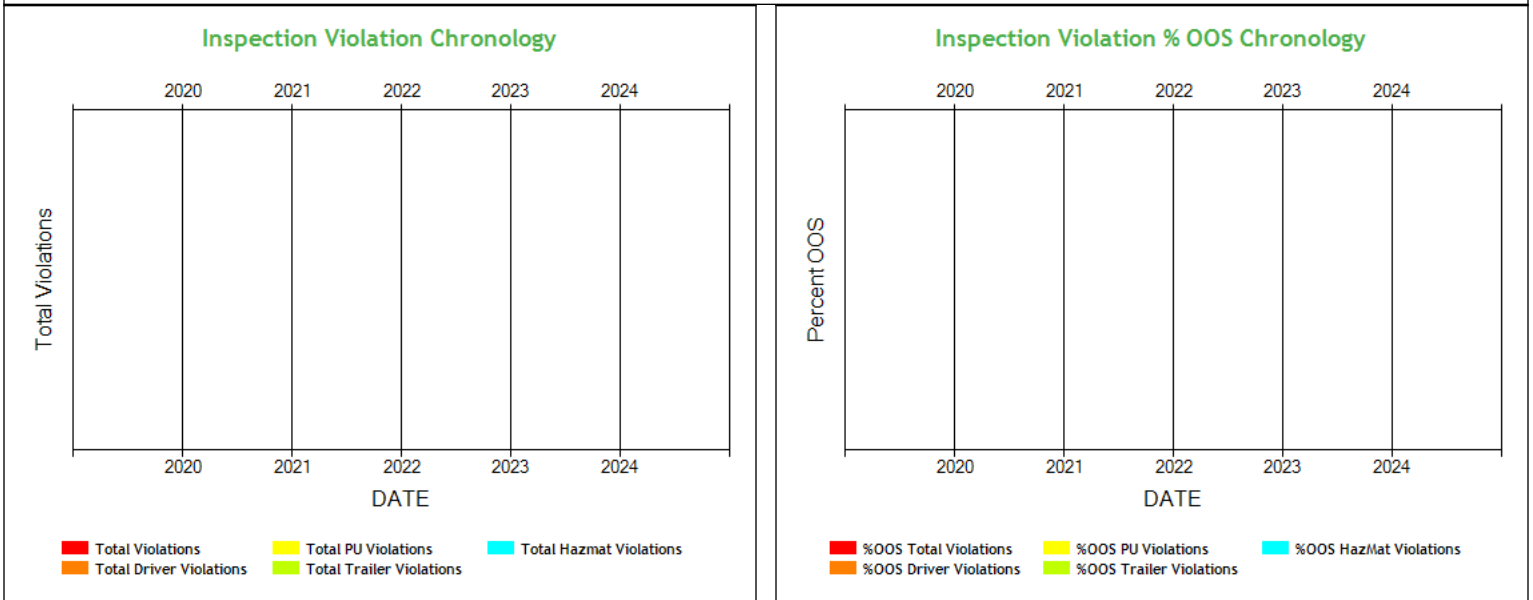 Inspection Violation Chronology
2020 2021 2022 2023 2024
Total Violations
2020 2021 2022 2023 2024
DATE
Total Violations Total PU Violations Total Hazmat Violations
Total Driver Violations Total Trailer Violations
Inspection Violation % OOS Chronology
2020 2021 2022 2023 2024
Percent OOS
2020 2021 2022 2023 2024
DATE
%OOS Total Violations %OOS PU Violations %OOS HazMat Violations
%OOS Driver Violations %OOS Trailer Violations